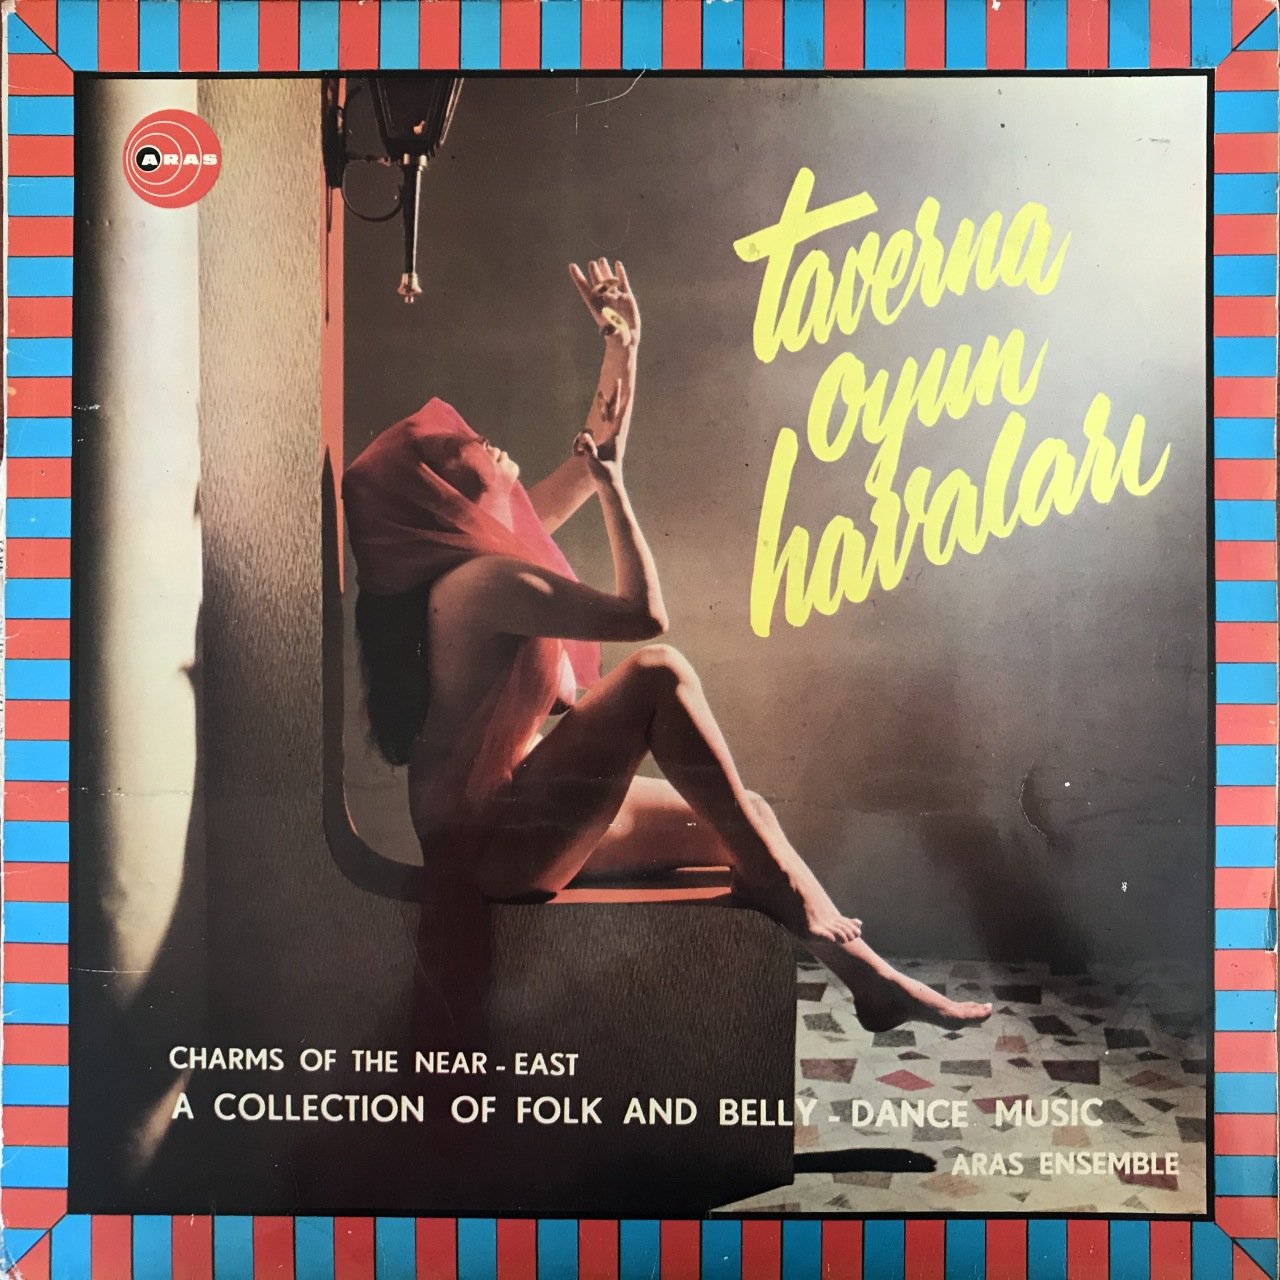 ARAS
taverna
oyun
havaları
CHARMS OF THE NEAR - EAST
A COLLECTION OF FOLK AND BELLY - DANCE MUSIC
ARAS ENSEMBLE